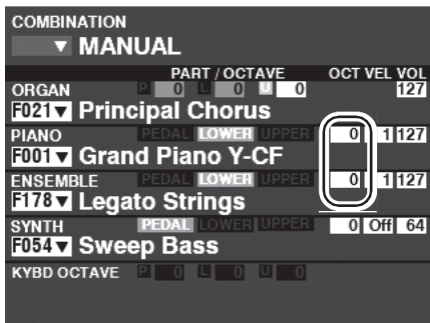 COMBINATION
▼ MANUAL
PART / OCTAVE OCT VEL VOL
ORGAN P 0 L 0 U 0 127
F021▼ Principal Chorus
PIANO PEDAL LOWER UPPER 0 1 127
F001▼ Grand Piano Y-CF
ENSEMBLE PEDAL LOWER UPPER 0 1 127
F178▼ Legato Strings
SYNTH PEDAL LOWER UPPER 0 Off 64
F054▼ Sweep Bass
KYBD OCTAVE P 0 L 0 U 0